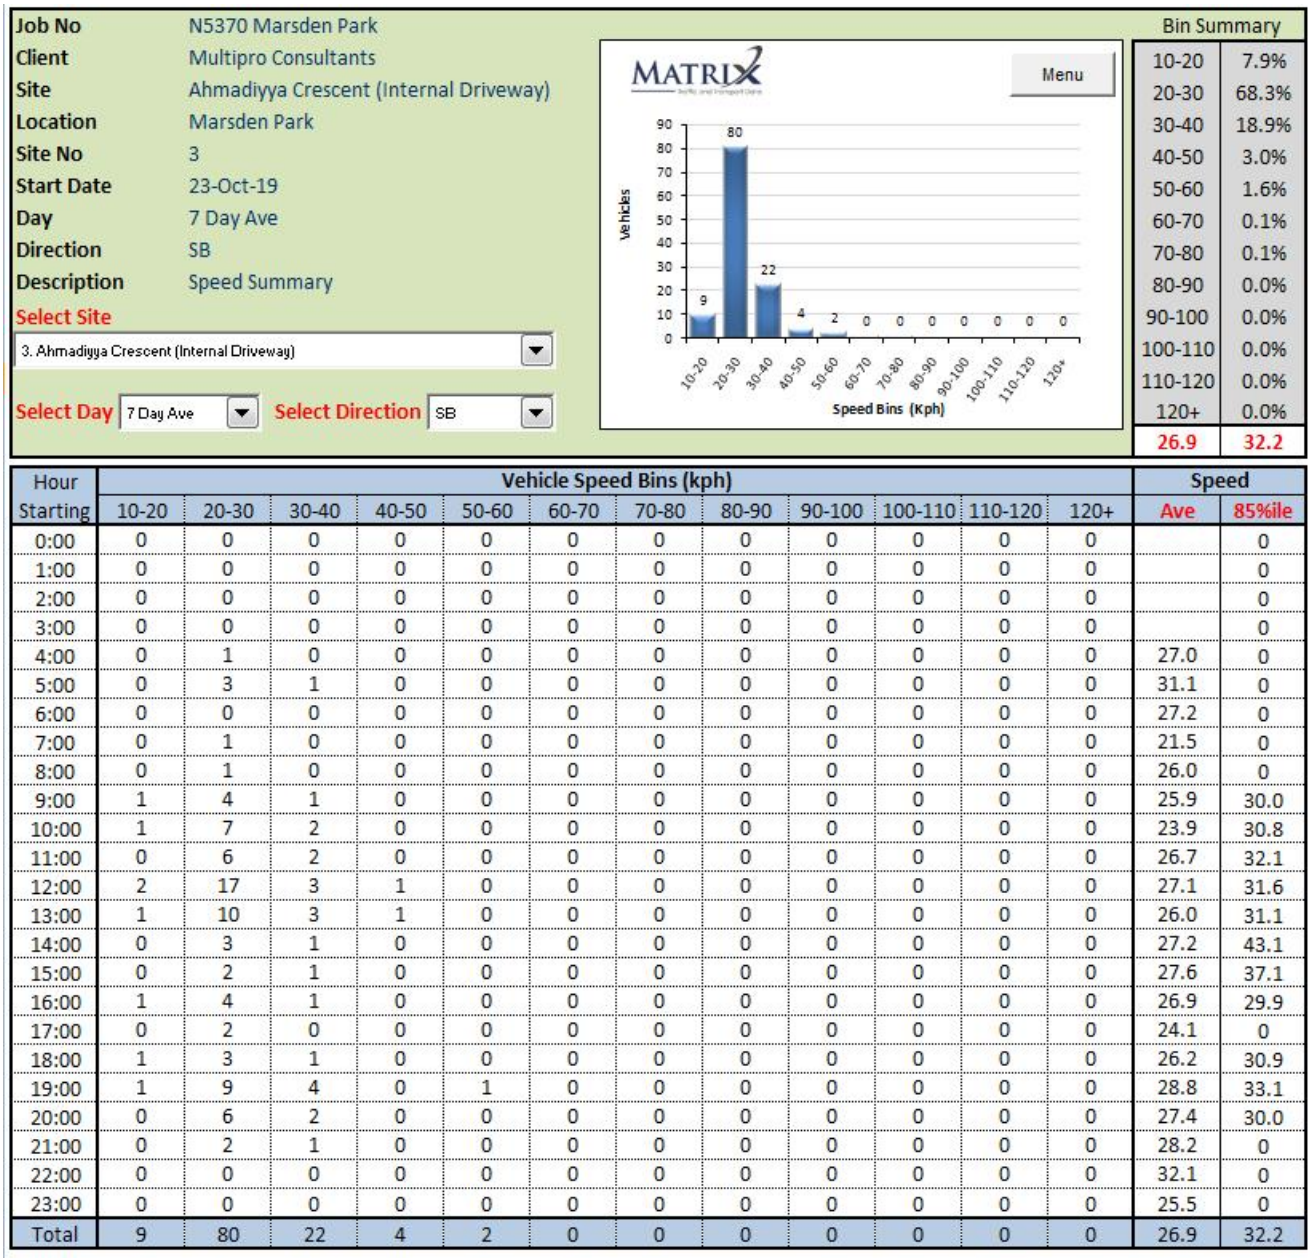 Job No N5370 Marsden Park
Client Multipro Consultants
Site Ahmadiyya Crescent (Internal Driveway)
Location Marsden Park
Site No 3
Start Date 23-Oct-19
Day 7 Day Ave
Direction SB
Description Speed Summary
Select Site
3. Ahmadiyya Crescent (Internal Driveway)
Select Day 7 Day Ave Select Direction SB
MATRIX
Traffic and Transport Data
Menu
Vehicles
90
80
70
60
50
40
30
20
10
0
9 80 22 4 2 0 0 0 0 0 0 0
10-20 20-30 30-40 40-50 50-60 60-70 70-80 80-90 90-100 100-110 110-120 120+
Speed Bins (Kph)
Bin Summary
10-20 7.9%
20-30 68.3%
30-40 18.9%
40-50 3.0%
50-60 1.6%
60-70 0.1%
70-80 0.1%
80-90 0.0%
90-100 0.0%
100-110 0.0%
110-120 0.0%
120+ 0.0%
26.9 32.2
Hour Vehicle Speed Bins (kph) Speed
Starting 10-20 20-30 30-40 40-50 50-60 60-70 70-80 80-90 90-100 100-110 110-120 120+ Ave 85%ile
0:00 0 0 0 0 0 0 0 0 0 0 0 0 0
1:00 0 0 0 0 0 0 0 0 0 0 0 0 0
2:00 0 0 0 0 0 0 0 0 0 0 0 0 0
3:00 0 0 0 0 0 0 0 0 0 0 0 0 0
4:00 0 1 0 0 0 0 0 0 0 0 0 0 27.0 0
5:00 0 3 1 0 0 0 0 0 0 0 0 0 31.1 0
6:00 0 0 0 0 0 0 0 0 0 0 0 0 27.2 0
7:00 0 1 0 0 0 0 0 0 0 0 0 0 21.5 0
8:00 0 1 0 0 0 0 0 0 0 0 0 0 26.0 0
9:00 1 4 1 0 0 0 0 0 0 0 0 0 25.9 30.0
10:00 1 7 2 0 0 0 0 0 0 0 0 0 23.9 30.8
11:00 0 6 2 0 0 0 0 0 0 0 0 0 26.7 32.1
12:00 2 17 3 1 0 0 0 0 0 0 0 0 27.1 31.6
13:00 1 10 3 1 0 0 0 0 0 0 0 0 26.0 31.1
14:00 0 3 1 0 0 0 0 0 0 0 0 0 27.2 43.1
15:00 0 2 1 0 0 0 0 0 0 0 0 0 27.6 37.1
16:00 1 4 1 0 0 0 0 0 0 0 0 0 26.9 29.9
17:00 0 2 0 0 0 0 0 0 0 0 0 0 24.1 0
18:00 1 3 1 0 0 0 0 0 0 0 0 0 26.2 30.9
19:00 1 9 4 0 1 0 0 0 0 0 0 0 28.8 33.1
20:00 0 6 2 0 0 0 0 0 0 0 0 0 27.4 30.0
21:00 0 2 1 0 0 0 0 0 0 0 0 0 28.2 0
22:00 0 0 0 0 0 0 0 0 0 0 0 0 32.1 0
23:00 0 0 0 0 0 0 0 0 0 0 0 0 25.5 0
Total 9 80 22 4 2 0 0 0 0 0 0 0 26.9 32.2